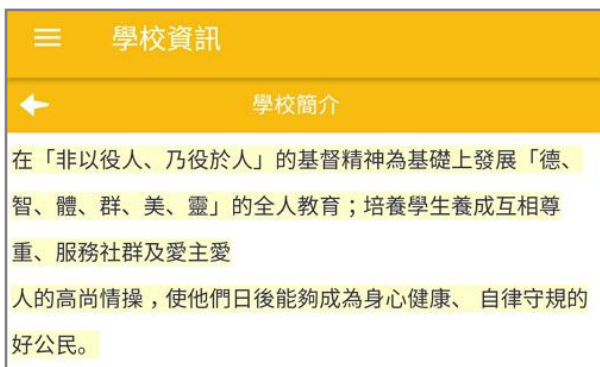 學校資訊
學校簡介
在「非以役人、乃役於人」的基督精神為基礎上發展「德、
智、體、群、美、靈」的全人教育；培養學生養成互相尊
重、服務社群及愛主愛
人的高尚情操，使他們日後能夠成為身心健康、 自律守規的
好公民。